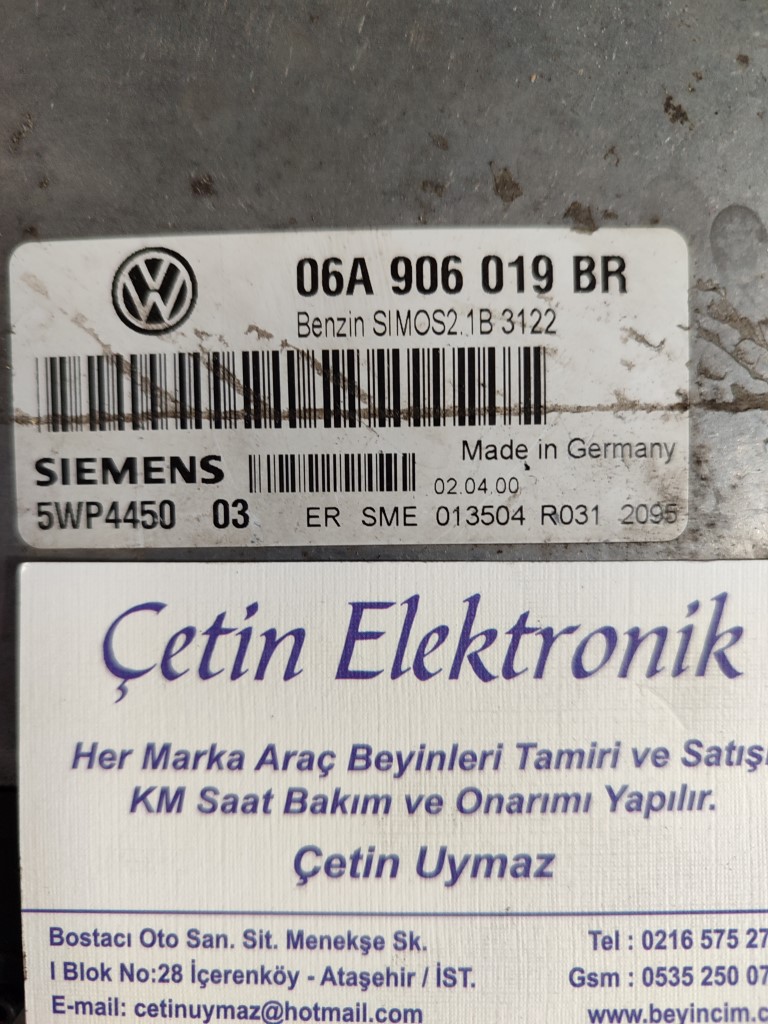 06A 906 019 BR
Benzin SIMOS2.1B 3122
Made in Germany
SIEMENS
02.04.00
5WP4450 03 ER SME 013504 R031 2095
Çetin Elektronik
Her Marka Araç Beyinleri Tamiri ve Satışı
KM Saat Bakım ve Onarımı Yapılır.
Çetin Uymaz
Bostacı Oto San. Sit. Menekşe Sk.
I Blok No:28 İçerenköy - Ataşehir / İST.
E-mail: cetinuymaz@hotmail.com
Tel : 0216 575 27
Gsm : 0535 250 07
www.beyincim.c